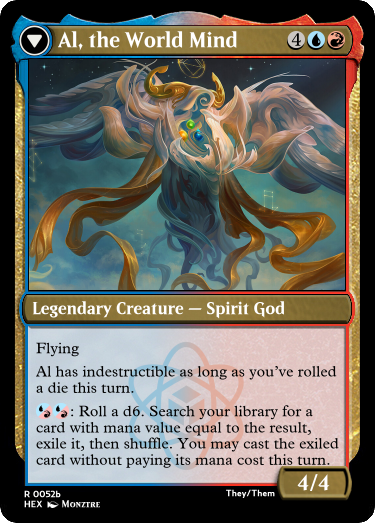 Al, the World Mind 4
Legendary Creature — Spirit God
Flying
Al has indestructible as long as you've rolled
a die this turn.
: Roll a d6. Search your library for a
card with mana value equal to the result,
exile it, then shuffle. You may cast the exiled
card without paying its mana cost this turn.
4/4
R 0052b
HEX Monztre
They/Them